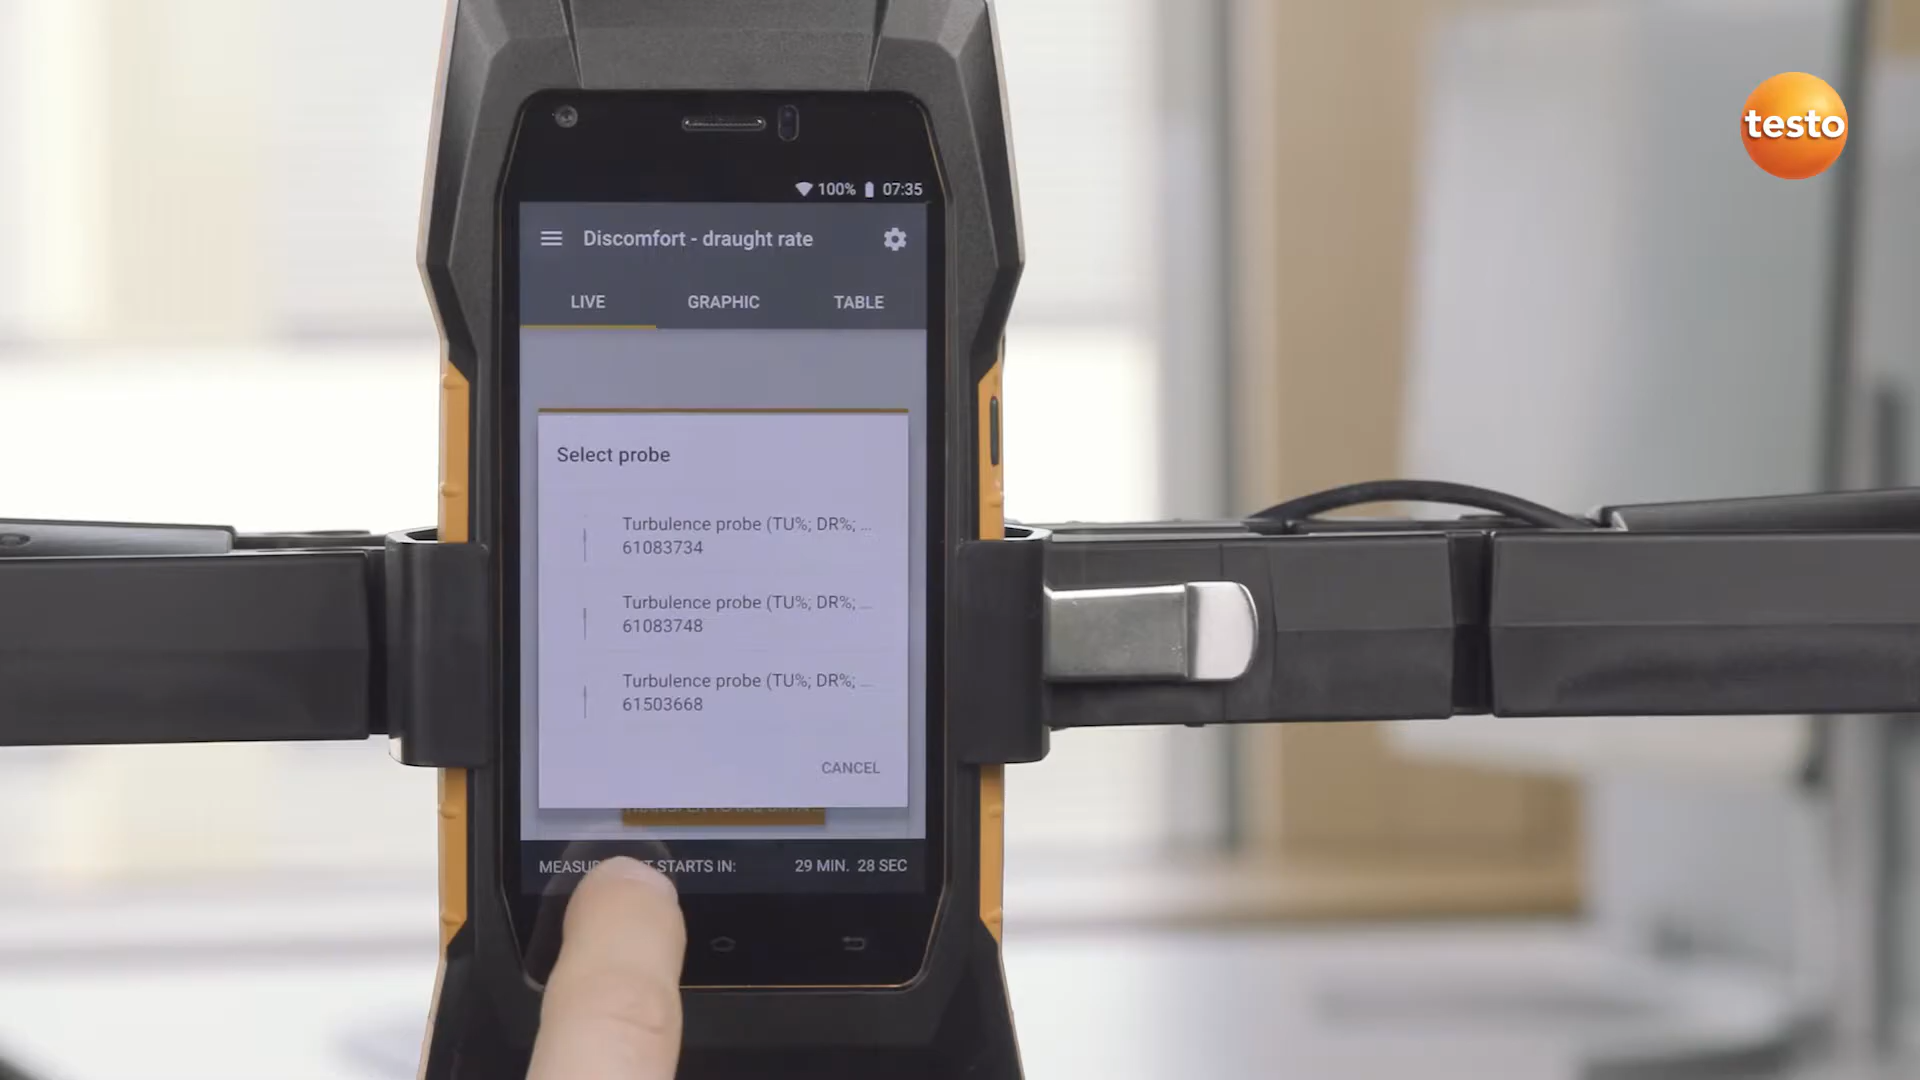 testo
100% 07:35
Discomfort - draught rate
LIVE GRAPHIC TABLE
Select probe
Turbulence probe (TU%; DR%; ...
61083734
Turbulence probe (TU%; DR%; ...
61083748
Turbulence probe (TU%; DR%; ...
61503668
CANCEL
STARTS IN: 29 MIN. 28 SEC